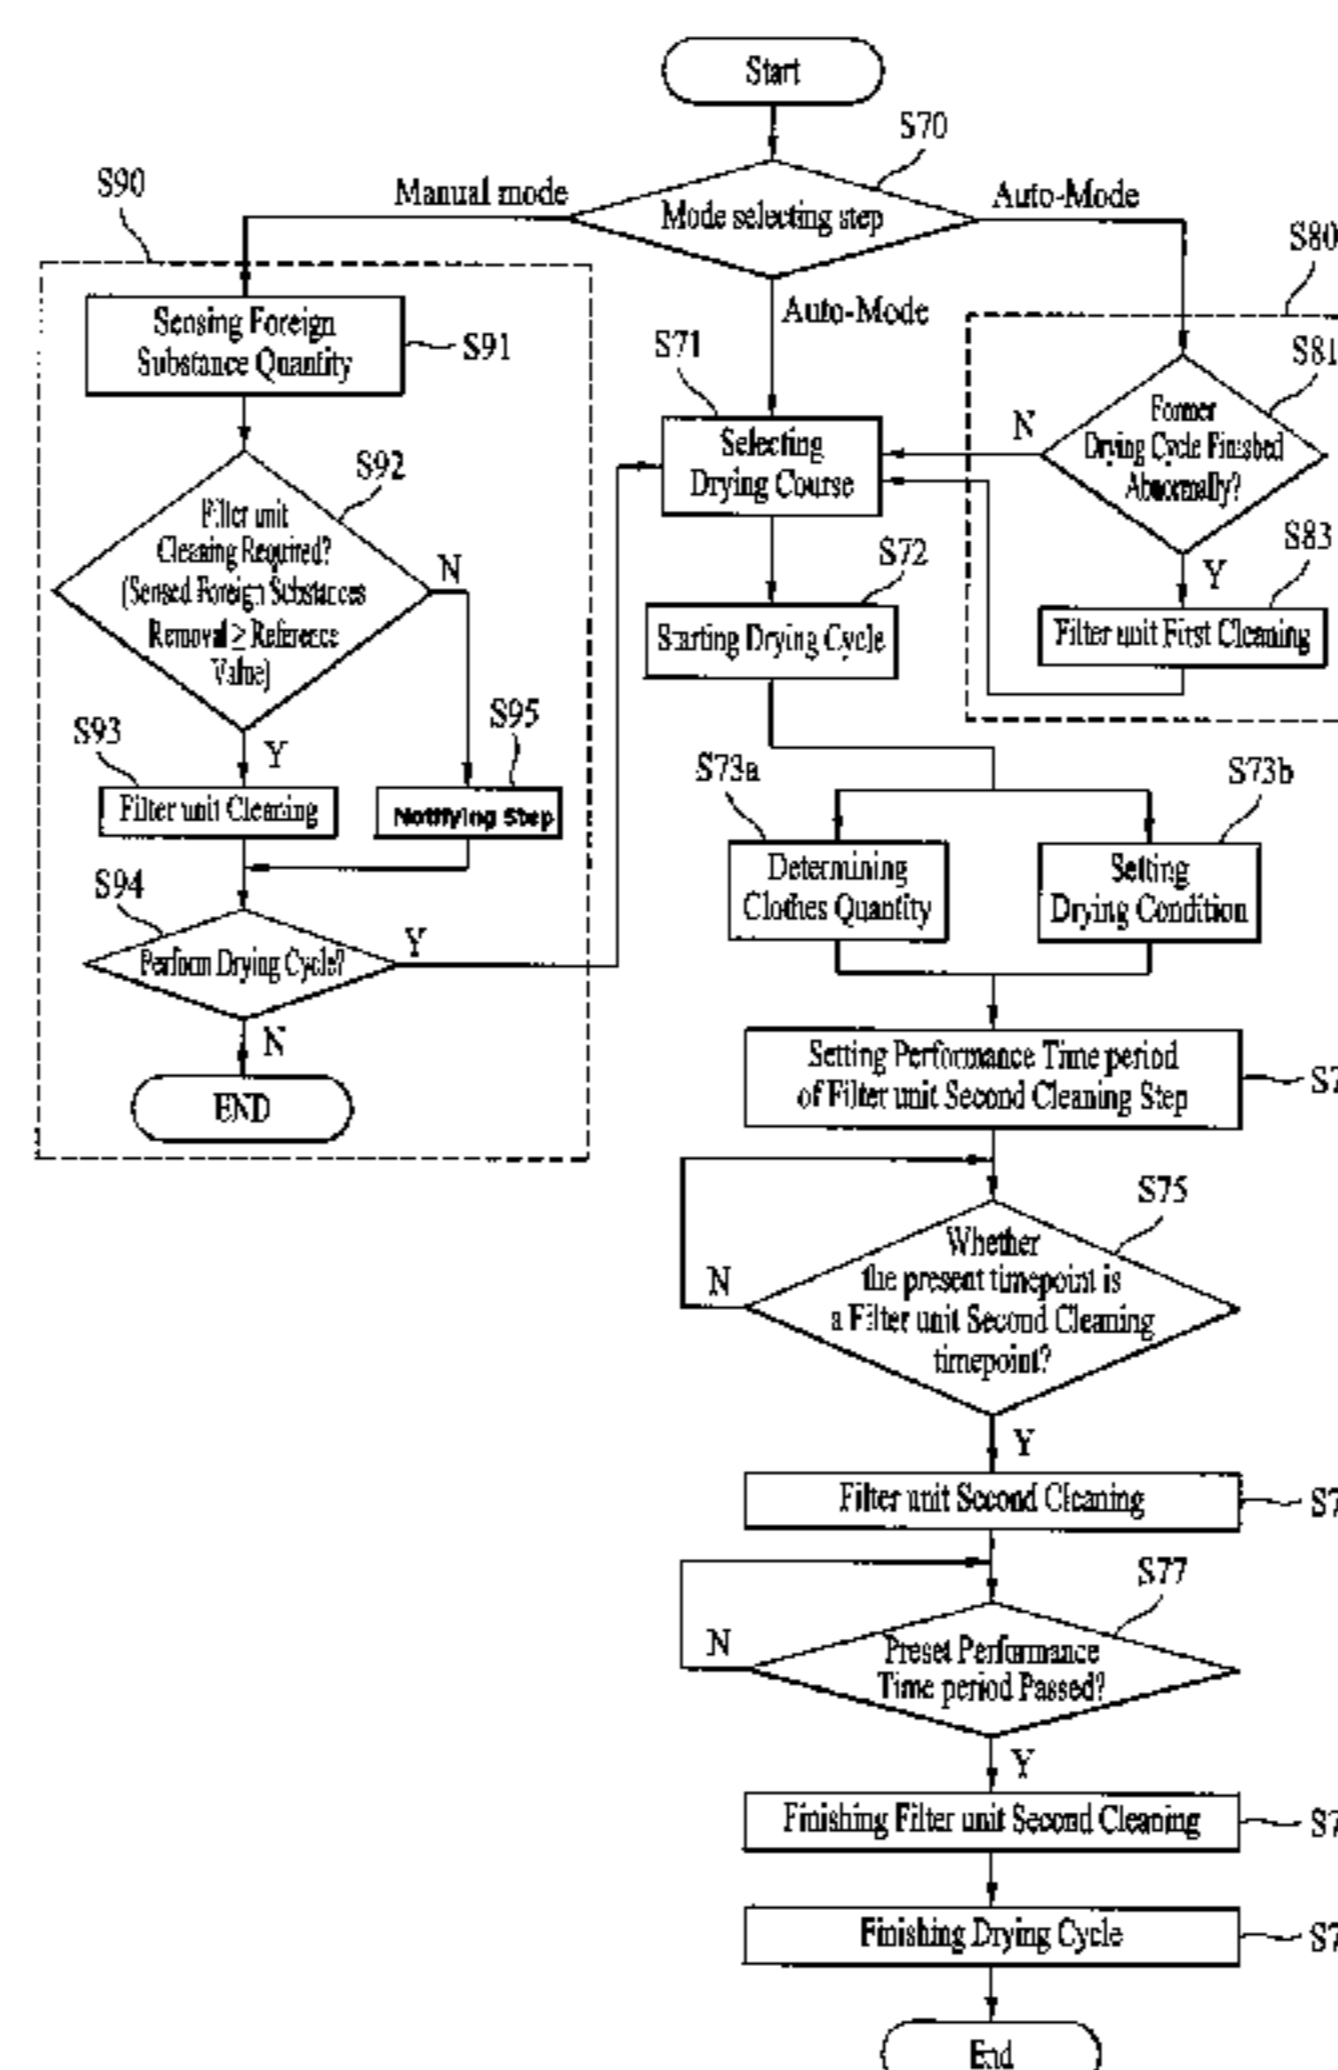 Start
S70
Mode selecting step
Manual mode
Auto-Mode
Auto-Mode
S90
Sensing Foreign
Substance Quantity
S91
S92
Filter unit
Cleaning Required?
(Sensed Foreign Substances
Removal ≥ Reference
Value)
N
Y
S93
Filter unit Cleaning
S95
Notifying Step
S94
Perform Drying Cycle?
Y
N
END
S80
S81
Former
Drying Cycle Finished
Abnormally?
N
Y
S83
Filter unit First Cleaning
S71
Selecting
Drying Course
S72
Starting Drying Cycle
S73a
Determining
Clothes Quantity
S73b
Setting
Drying Condition
Setting Performance Time period
of Filter unit Second Cleaning Step
S7
S75
Whether
the present timepoint is
a Filter unit Second Cleaning
timepoint?
N
Y
Filter unit Second Cleaning
S7
S77
Preset Performance
Time period Passed?
N
Y
Finishing Filter unit Second Cleaning
S7
Finishing Drying Cycle
S7
End